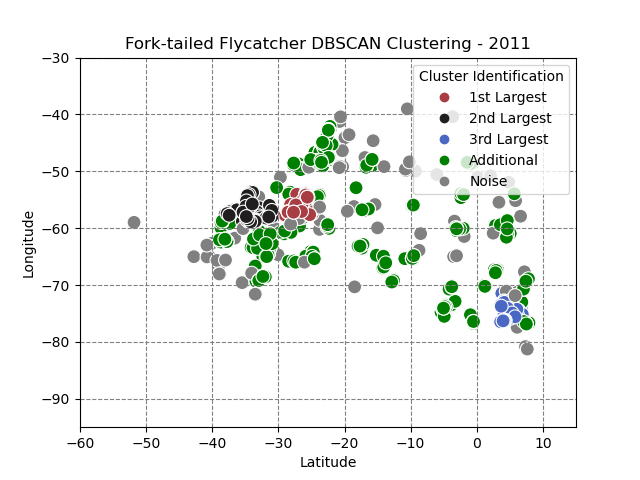 Fork-tailed Flycatcher DBSCAN Clustering - 2011
Cluster Identification
1st Largest
2nd Largest
3rd Largest
Additional
Noise
Longitude
−30
−40
−50
−60
−70
−80
−90
−60
−50
−40
−30
−20
−10
0
10
Latitude